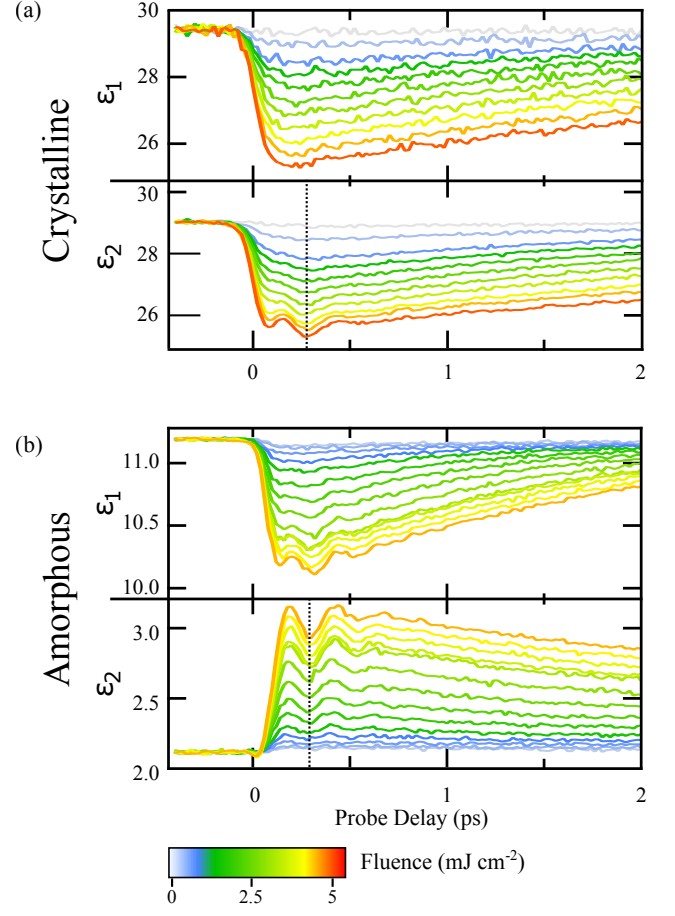 (a)
Crystalline
ε1
30
28
26
ε2
30
28
26
0
1
2
(b)
Amorphous
ε1
11.0
10.5
10.0
ε2
3.0
2.5
2.0
0
1
2
Probe Delay (ps)
Fluence (mJ cm-2)
0
2.5
5